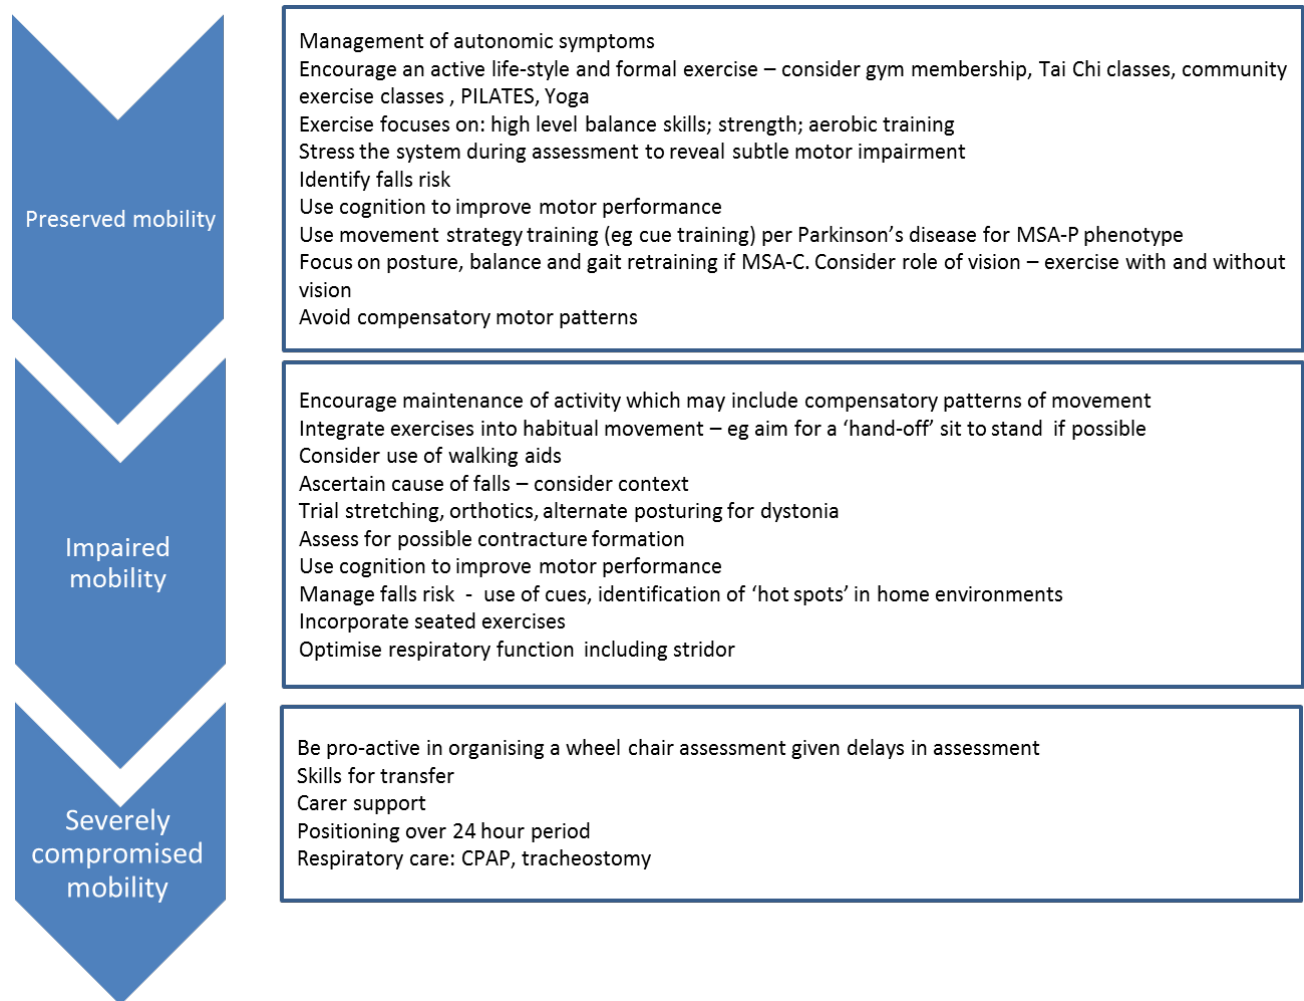 Preserved mobility
Management of autonomic symptoms
Encourage an active life-style and formal exercise – consider gym membership, Tai Chi classes, community
exercise classes , PILATES, Yoga
Exercise focuses on: high level balance skills; strength; aerobic training
Stress the system during assessment to reveal subtle motor impairment
Identify falls risk
Use cognition to improve motor performance
Use movement strategy training (eg cue training) per Parkinson’s disease for MSA-P phenotype
Focus on posture, balance and gait retraining if MSA-C. Consider role of vision – exercise with and without
vision
Avoid compensatory motor patterns
Impaired
mobility
Encourage maintenance of activity which may include compensatory patterns of movement
Integrate exercises into habitual movement – eg aim for a ‘hand-off’ sit to stand if possible
Consider use of walking aids
Ascertain cause of falls – consider context
Trial stretching, orthotics, alternate posturing for dystonia
Assess for possible contracture formation
Use cognition to improve motor performance
Manage falls risk - use of cues, identification of ‘hot spots’ in home environments
Incorporate seated exercises
Optimise respiratory function including stridor
Severely
compromised
mobility
Be pro-active in organising a wheel chair assessment given delays in assessment
Skills for transfer
Carer support
Positioning over 24 hour period
Respiratory care: CPAP, tracheostomy